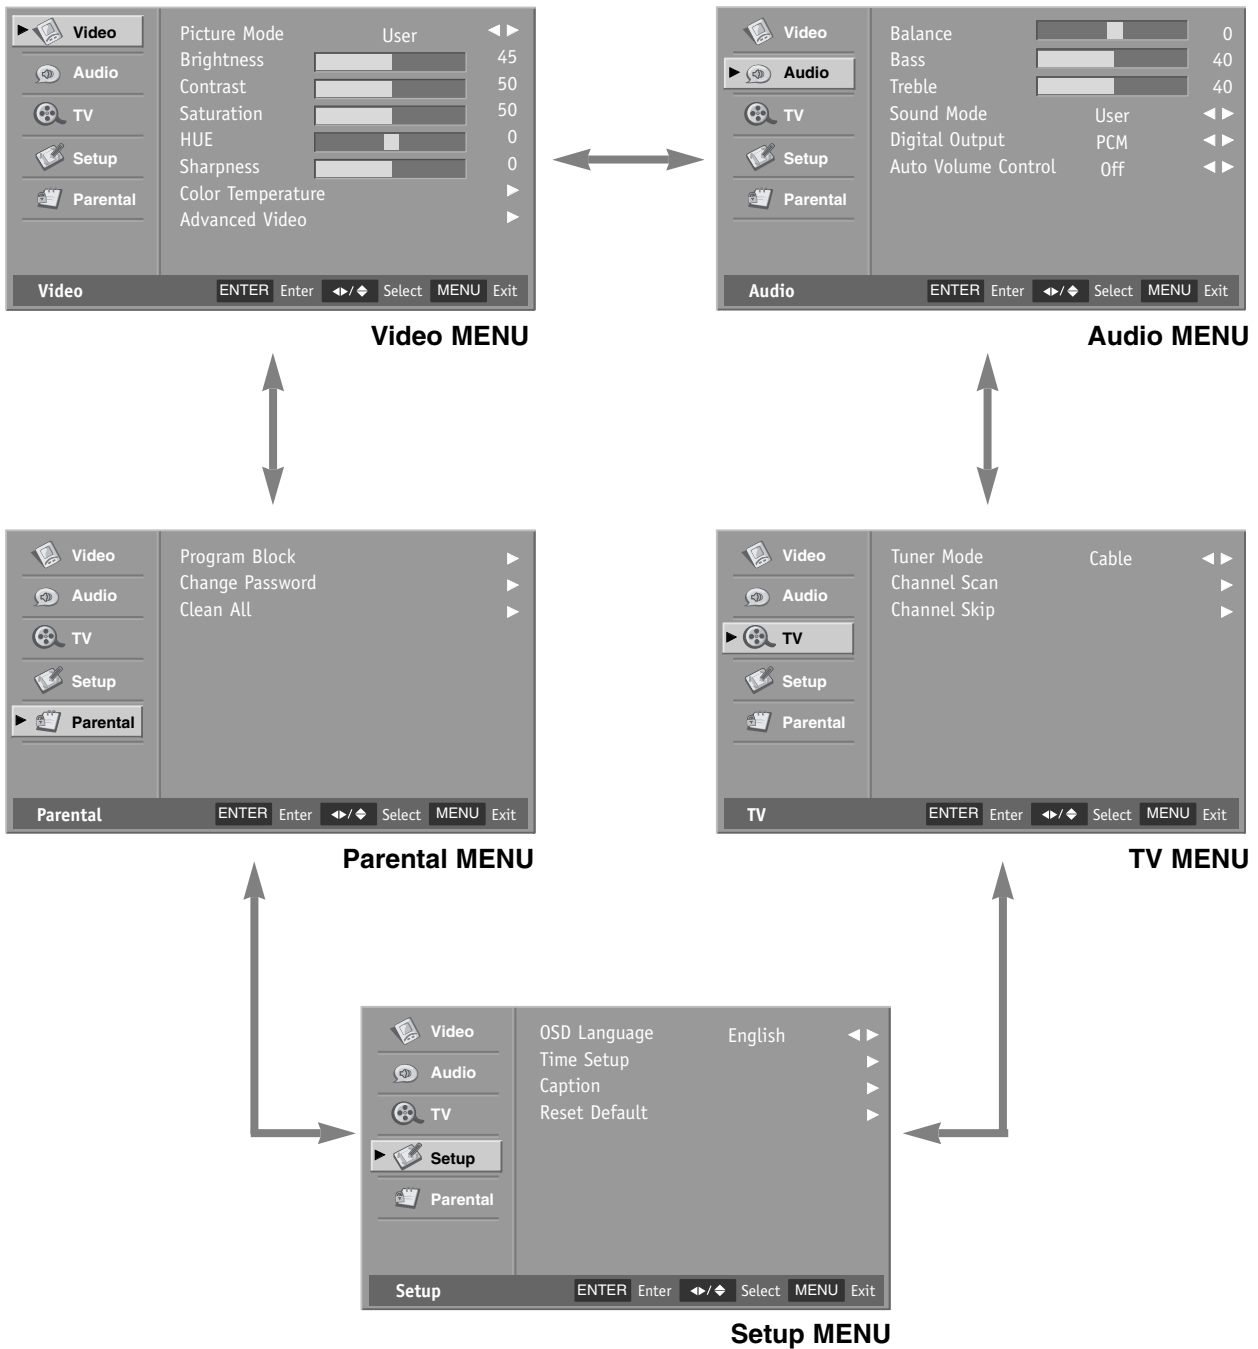 Video
Audio
TV
Setup
Parental
Picture Mode User
Brightness 45
Contrast 50
Saturation 50
HUE 0
Sharpness 0
Color Temperature
Advanced Video
Video ENTER Enter / Select MENU Exit
Video MENU
Video
Audio
TV
Setup
Parental
Balance 0
Bass 40
Treble 40
Sound Mode User
Digital Output PCM
Auto Volume Control Off
Audio ENTER Enter / Select MENU Exit
Audio MENU
Video
Audio
TV
Setup
Parental
Program Block
Change Password
Clean All
Parental ENTER Enter / Select MENU Exit
Parental MENU
Video
Audio
TV
Setup
Parental
Tuner Mode Cable
Channel Scan
Channel Skip
TV ENTER Enter / Select MENU Exit
TV MENU
Video
Audio
TV
Setup
Parental
OSD Language English
Time Setup
Caption
Reset Default
Setup ENTER Enter / Select MENU Exit
Setup MENU